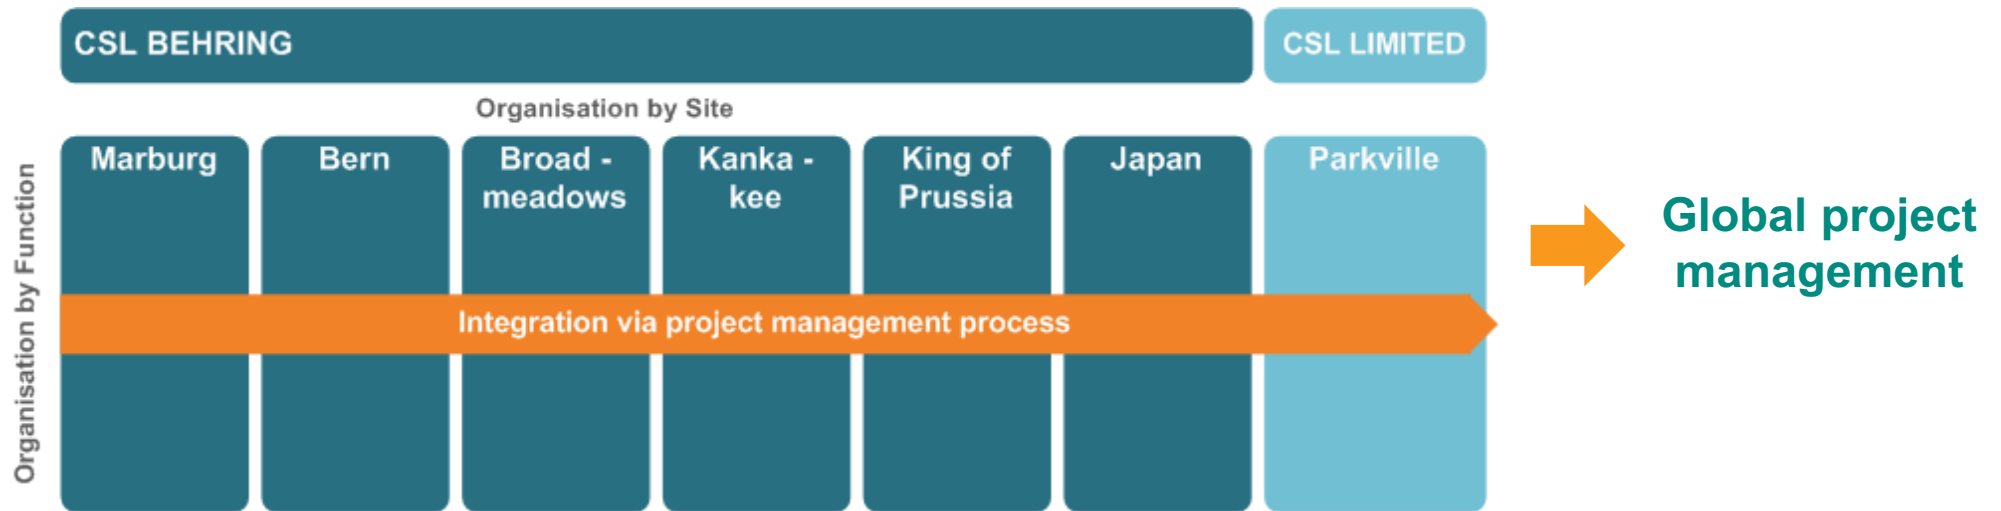 CSL BEHRING
CSL LIMITED
Organisation by Site
Organisation by Function
Marburg
Bern
Broad -
meadows
Kanka -
kee
King of
Prussia
Japan
Parkville
Integration via project management process
Global project
management